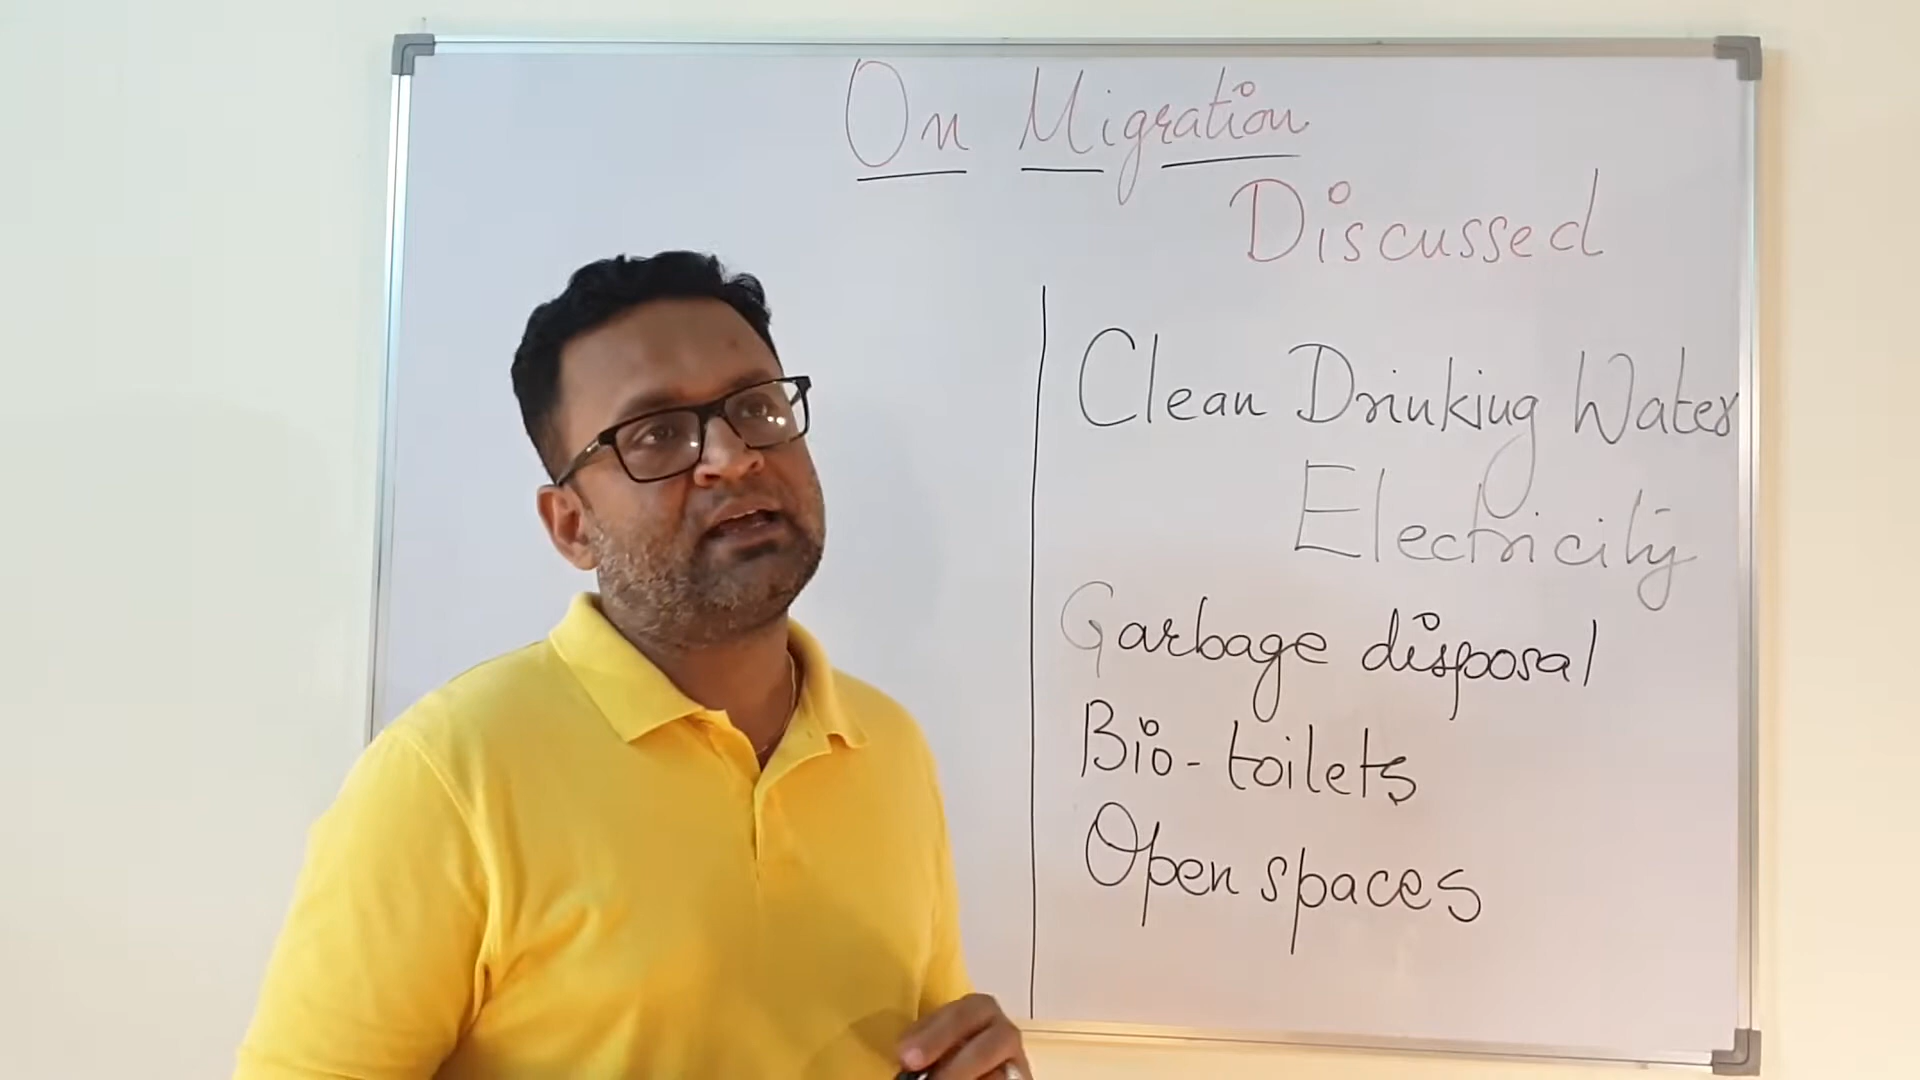 On Migration
Discussed
Clean Drinking Water
Electricity
Garbage disposal
Bio-toilets
Open spaces